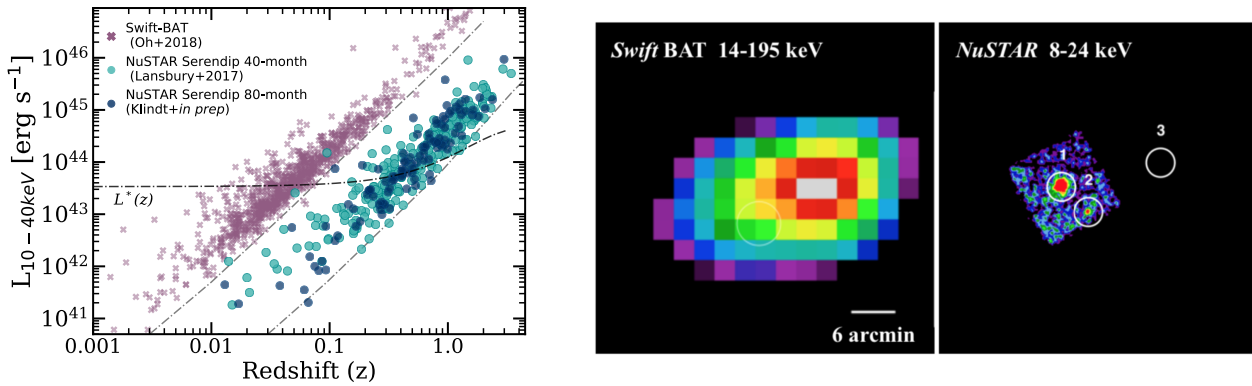 L10−40keV [erg s−1]
10^46
10^45
10^44
10^43
10^42
10^41
Swift-BAT
(Oh+2018)
NuSTAR Serendip 40-month
(Lansbury+2017)
NuSTAR Serendip 80-month
(Klindt+in prep)
L*(z)
0.001
0.01
0.1
1.0
Redshift (z)
Swift BAT 14-195 keV
6 arcmin
NuSTAR 8-24 keV
3
1
2